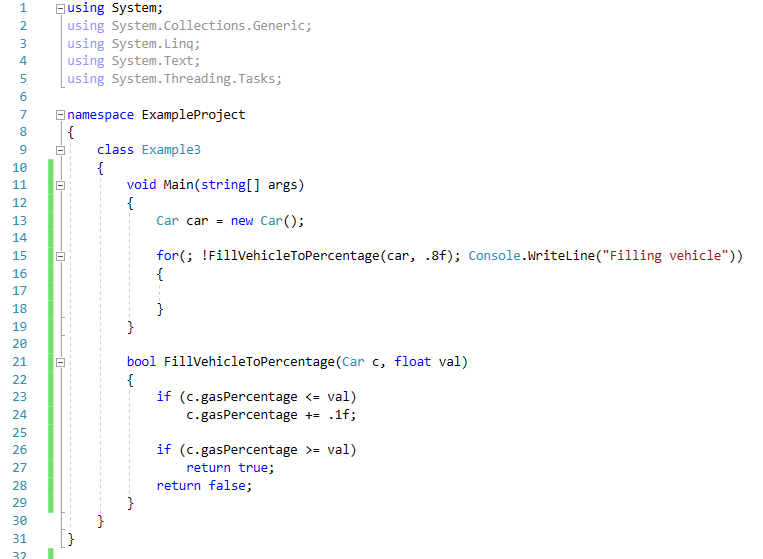 1 using System;
2 using System.Collections.Generic;
3 using System.Linq;
4 using System.Text;
5 using System.Threading.Tasks;
6
7 namespace ExampleProject
8 {
9     class Example3
10     {
11         void Main(string[] args)
12         {
13             Car car = new Car();
14
15             for(; !FillVehicleToPercentage(car, .8f); Console.WriteLine("Filling vehicle"))
16             {
17
18             }
19         }
20
21         bool FillVehicleToPercentage(Car c, float val)
22         {
23             if (c.gasPercentage <= val)
24                 c.gasPercentage += .1f;
25
26             if (c.gasPercentage >= val)
27                 return true;
28             return false;
29         }
30     }
31 }
32